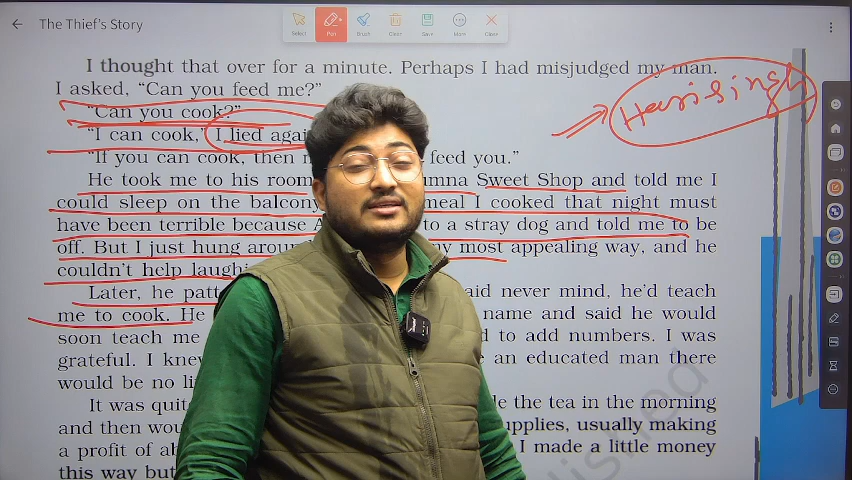 The Thief's Story
Select Pen Brush Clear Save More Close
I thought that over for a minute. Perhaps I had misjudged my man.
I asked, “Can you feed me?”
Harisingh
“Can you cook?”
“I can cook,” I lied agai
“If you can cook, then feed you.”
He took me to his room mna Sweet Shop and told me I
could sleep on the balcony meal I cooked that night must
have been terrible because A to a stray dog and told me to be
off. But I just hung aroun my most appealing way, and he
couldn't help laughi
Later, he patt aid never mind, he'd teach
me to cook. He name and said he would
soon teach me d to add numbers. I was
grateful. I knew e an educated man there
would be no li
It was quit de the tea in the morning
and then wou upplies, usually making
a profit of ab I made a little money
this way but